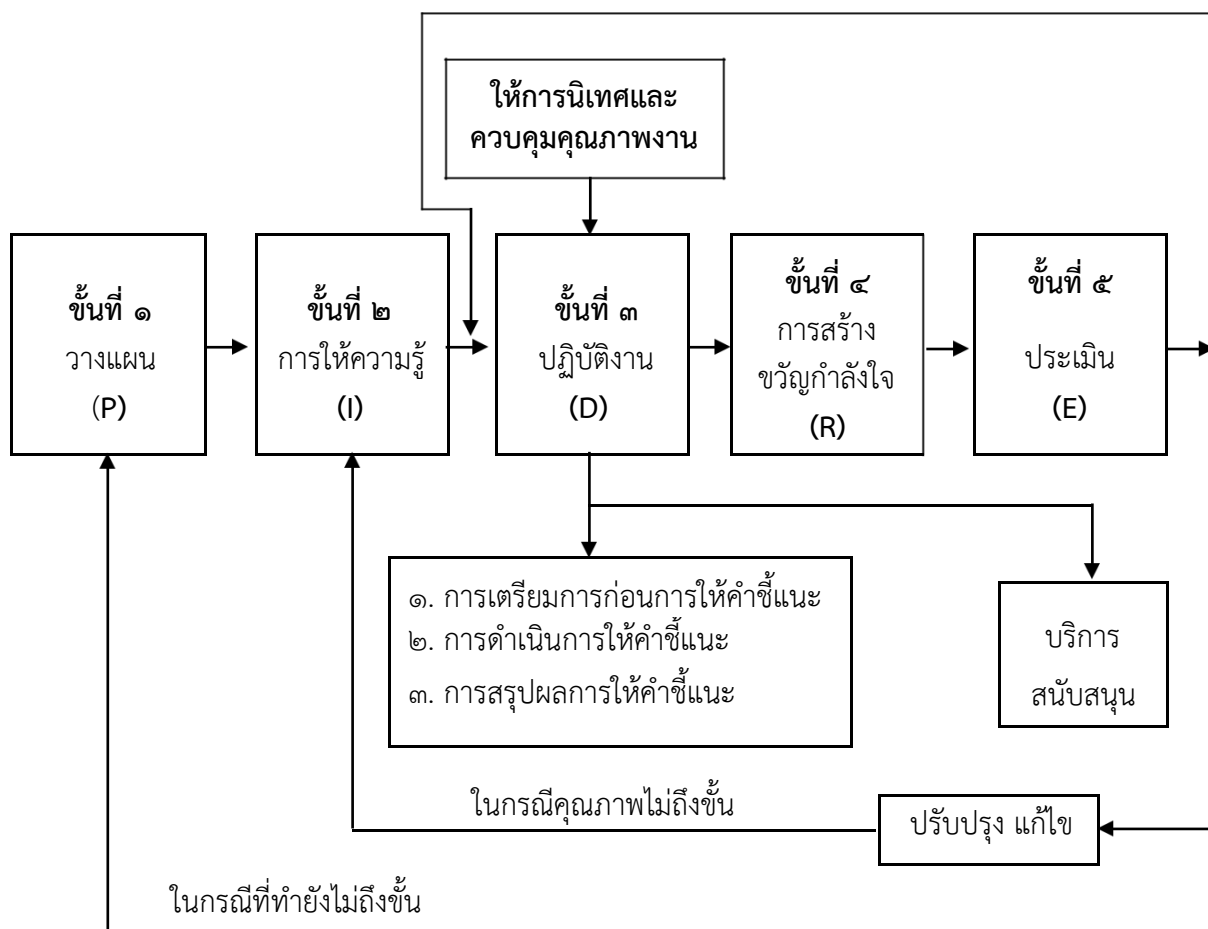 ให้การนิเทศและ
ควบคุมคุณภาพงาน
ขั้นที่ ๑
วางแผน
(P)
ขั้นที่ ๒
การให้ความรู้
(I)
ขั้นที่ ๓
ปฏิบัติงาน
(D)
ขั้นที่ ๔
การสร้าง
ขวัญกำลังใจ
(R)
ขั้นที่ ๕
ประเมิน
(E)
๑. การเตรียมการก่อนการให้คำชี้แนะ
๒. การดำเนินการให้คำชี้แนะ
๓. การสรุปผลการให้คำชี้แนะ
บริการ
สนับสนุน
ในกรณีคุณภาพไม่ถึงขั้น
ปรับปรุง แก้ไข
ในกรณีที่ทำยังไม่ถึงขั้น